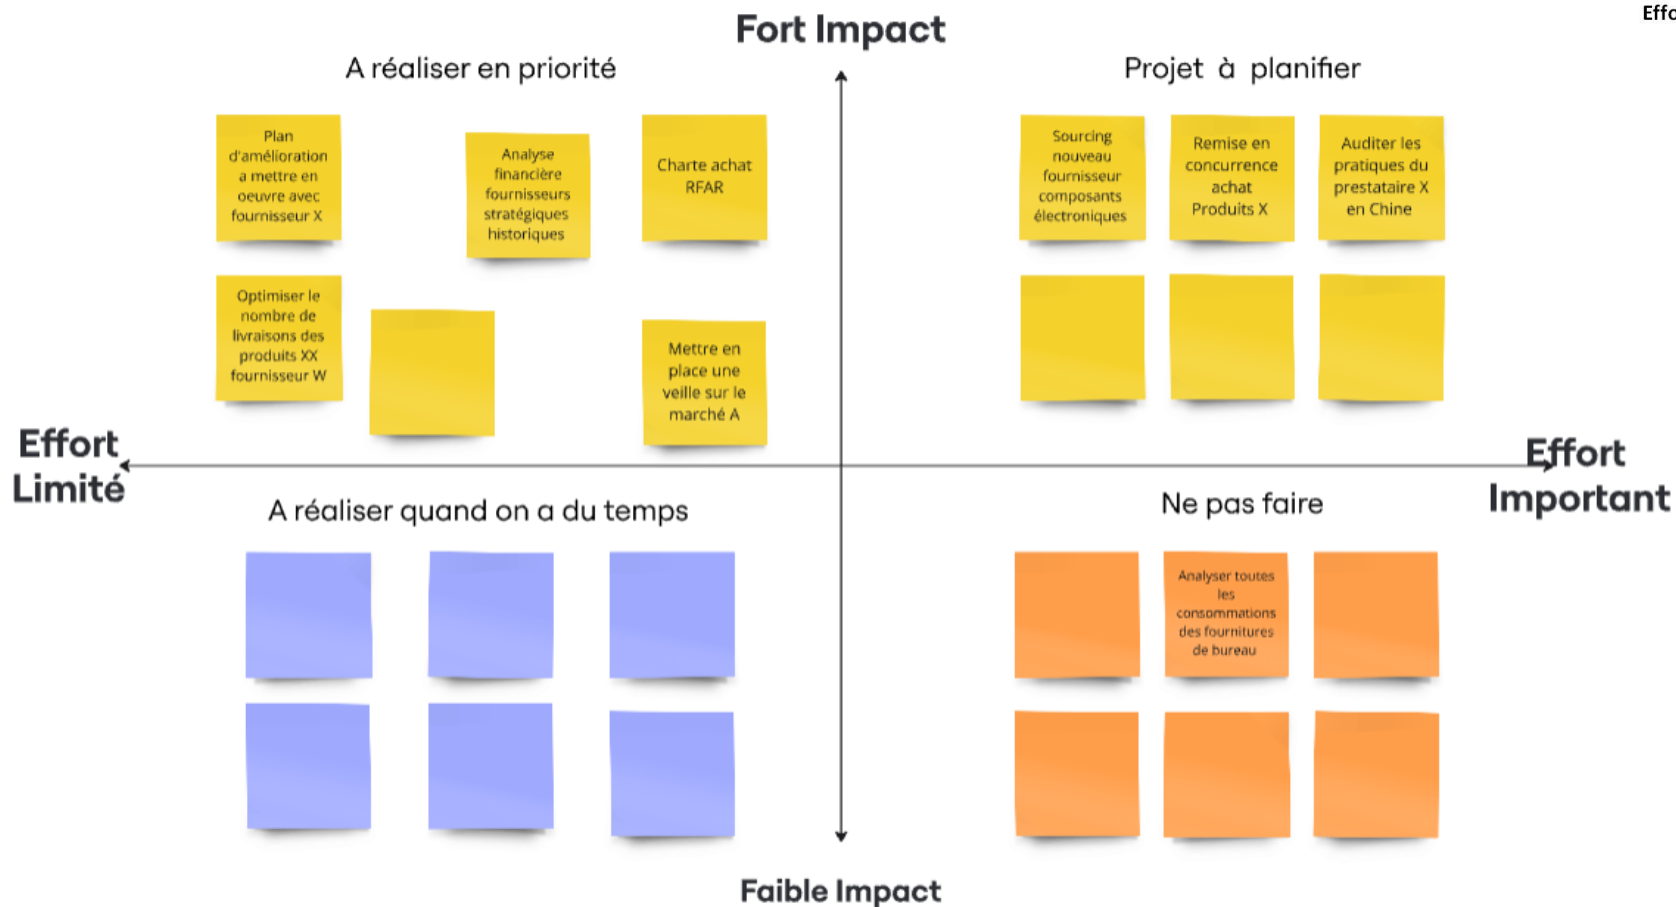 Effo
Fort Impact
A réaliser en priorité
Projet à planifier
Plan
d'amélioration
a mettre en
oeuvre avec
fournisseur X
Analyse
financière
fournisseurs
stratégiques
historiques
Charte achat
RFAR
Sourcing
nouveau
fournisseur
composants
électroniques
Remise en
concurrence
achat
Produits X
Auditer les
pratiques du
prestataire X
en Chine
Optimiser le
nombre de
livraisons des
produits XX
fournisseur W
Mettre en
place une
veille sur le
marché A
Effort
Limité
Effort
Important
A réaliser quand on a du temps
Ne pas faire
Analyser toutes
les
consommations
des fournitures
de bureau
Faible Impact